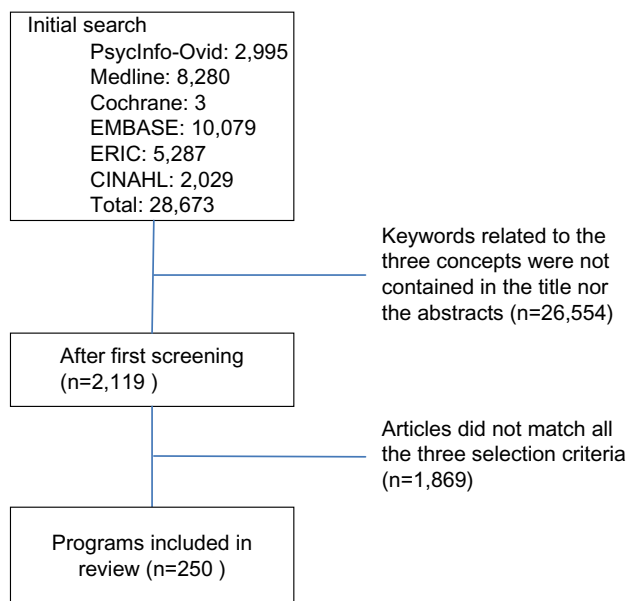 Initial search
PsycInfo-Ovid: 2,995
Medline: 8,280
Cochrane: 3
EMBASE: 10,079
ERIC: 5,287
CINAHL: 2,029
Total: 28,673
Keywords related to the
three concepts were not
contained in the title nor
the abstracts (n=26,554)
After first screening
(n=2,119 )
Articles did not match all
the three selection criteria
(n=1,869)
Programs included in
review (n=250 )